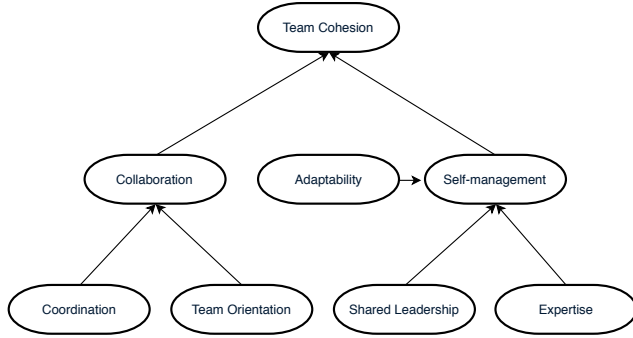 Team Cohesion
Collaboration
Adaptability
Self-management
Coordination
Team Orientation
Shared Leadership
Expertise